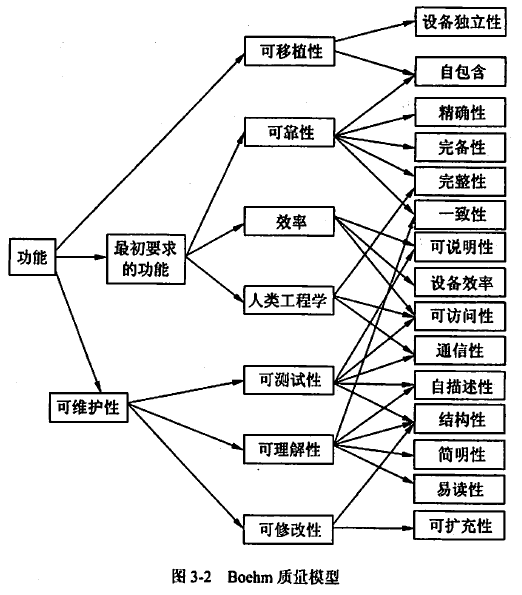 功能
可移植性
最初要求
的功能
可维护性
可靠性
效率
人类工程学
可测试性
可理解性
可修改性
设备独立性
自包含
精确性
完备性
完整性
一致性
可说明性
设备效率
可访问性
通信性
自描述性
结构性
简明性
易读性
可扩充性
图 3-2 Boehm 质量模型